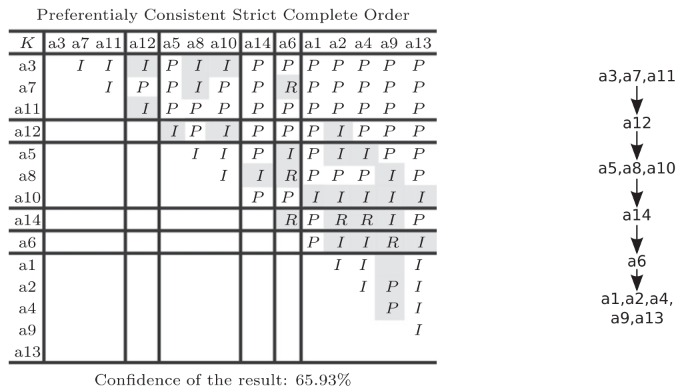 Preferentialy Consistent Strict Complete Order
K a3 a7 a11 a12 a5 a8 a10 a14 a6 a1 a2 a4 a9 a13
a3 I I I P I I P P P P P P P
a7 I P P I P P R P P P P P
a11 I P P P P P P P P P P
a12 I P I P P P I P P P
a5 I I P I P I I P P
a8 I I R P P P I P
a10 P P I I I I I
a14 R P R R I P
a6 P I I R I
a1 I I I
a2 I P I
a4 P I
a9 I
a13
Confidence of the result: 65.93%
a3,a7,a11
a12
a5,a8,a10
a14
a6
a1,a2,a4,
a9,a13